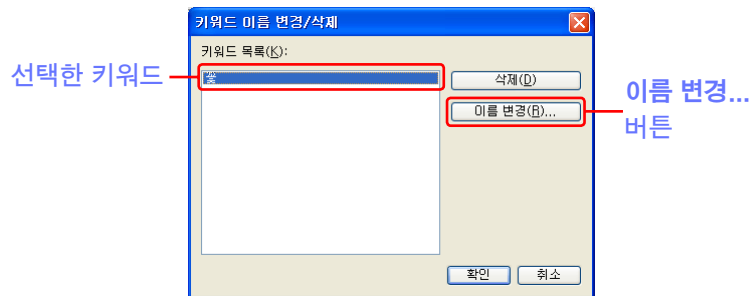 키워드 이름 변경/삭제
키워드 목록(K):
선택한 키워드
꽃
삭제(D)
이름 변경(R)...
이름 변경...
버튼
확인
취소